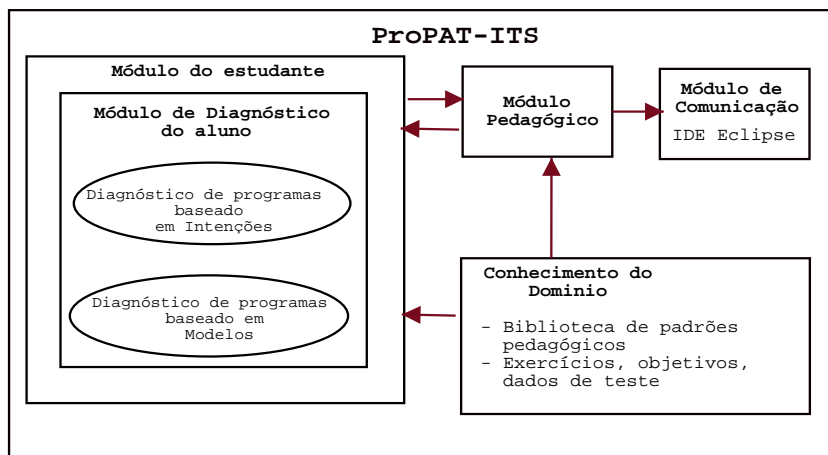 ProPAT-ITS
Módulo do estudante
Módulo de Diagnóstico
do aluno
Diagnóstico de programas
baseado
em Intenções
Diagnóstico de programas
baseado em
Modelos
Módulo
Pedagógico
Módulo de
Comunicação
IDE Eclipse
Conhecimento do
Dominio
- Biblioteca de padrões
pedagógicos
- Exercícios, objetivos,
dados de teste